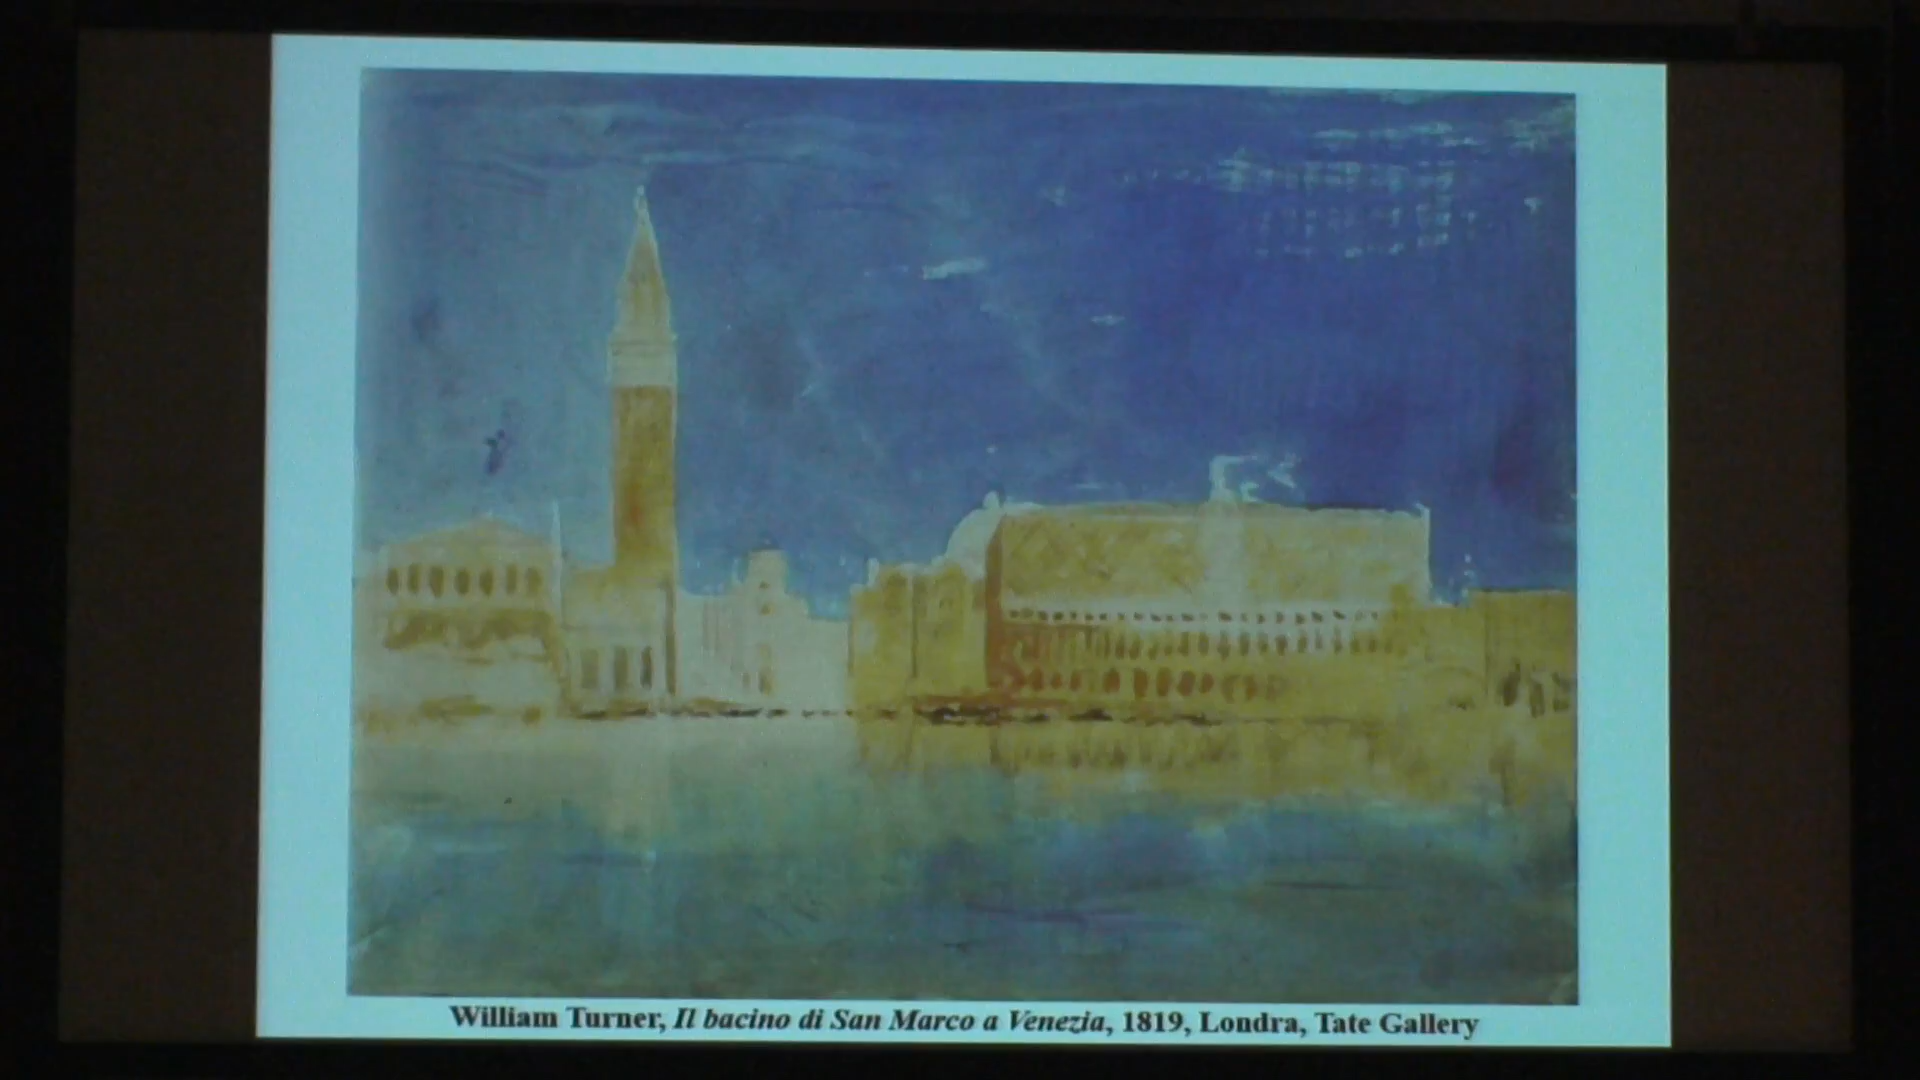 William Turner, Il bacino di San Marco a Venezia, 1819, Londra, Tate Gallery